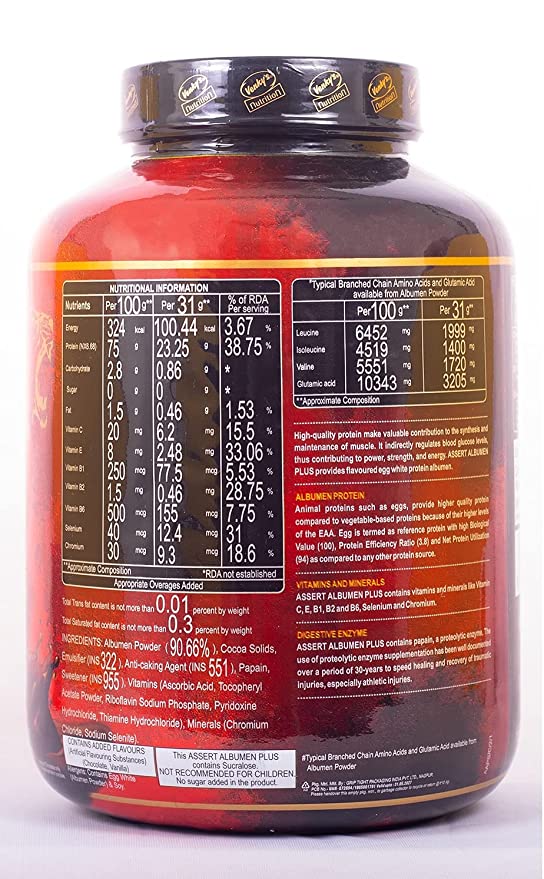 Venky's Nutrition
Venky's Nutrition
Venky's Nutrition
Venky's Nutrition
NUTRITIONAL INFORMATION
Nutrients Per 100 g** Per 31 g** % of RDA Per serving
Energy 324 kcal 100.44 kcal 3.67 %
Protein (NX6.68) 75 g 23.25 g 38.75 %
Carbohydrate 2.8 g 0.86 g *
Sugar 0 g 0 g *
Fat 1.5 g 0.46 g 1.53 %
Vitamin C 20 mg 6.2 mg 15.5 %
Vitamin E 8 mg 2.48 mg 33.06 %
Vitamin B1 250 mcg 77.5 mcg 5.53 %
Vitamin B2 1.5 mg 0.46 mg 28.75 %
Vitamin B6 500 mcg 155 mcg 7.75 %
Selenium 40 mcg 12.4 mcg 31 %
Chromium 30 mcg 9.3 mcg 18.6 %
**Approximate Composition *RDA not established
Appropriate Overages Added
Total Trans fat content is not more than 0.01 percent by weight
Total Saturated fat content is not more than 0.3 percent by weight
INGREDIENTS: Albumen Powder (90.66%), Cocoa Solids,
Emulsifier (INS 322), Anti-caking Agent (INS 551), Papain,
Sweetener (INS 955), Vitamins (Ascorbic Acid, Tocopheryl
Acetate Powder, Riboflavin Sodium Phosphate, Pyridoxine
Hydrochloride, Thiamine Hydrochloride), Minerals (Chromium
Chloride, Sodium Selenite).
CONTAINS ADDED FLAVOURS
(Artificial Flavouring Substances)
(Chocolate, Vanilla)
Allergens: Contains Egg White
(Albumen Powder) & Soy
This ASSERT ALBUMEN PLUS
contains Sucralose.
NOT RECOMMENDED FOR CHILDREN.
No sugar added in the product.
#Typical Branched Chain Amino Acids and Glutamic Acid
available from Albumen Powder
Per 100 g** Per 31 g**
Leucine 6452 mg 1999 mg
Isoleucine 4519 mg 1400 mg
Valine 5551 mg 1720 mg
Glutamic acid 10343 mg 3205 mg
**Approximate Composition
High-quality protein make valuable contribution to the synthesis and
maintenance of muscle. It indirectly regulates blood glucose levels,
thus contributing to power, strength, and energy. ASSERT ALBUMEN
PLUS provides flavoured egg white protein albumen.
ALBUMEN PROTEIN
Animal proteins such as eggs, provide higher quality protein
compared to vegetable-based proteins because of their higher levels
of the EAA. Egg is termed as reference protein with high Biological
Value (100), Protein Efficiency Ratio (3.8) and Net Protein Utilization
(94) as compared to any other protein source.
VITAMINS AND MINERALS
ASSERT ALBUMEN PLUS contains vitamins and minerals like Vitamin
C, E, B1, B2 and B6, Selenium and Chromium.
DIGESTIVE ENZYME
ASSERT ALBUMEN PLUS contains papain, a proteolytic enzyme. The
use of proteolytic enzyme supplementation has been well documented
over a period of 30-years to speed healing and recovery of traumatic
injuries, especially athletic injuries.
#Typical Branched Chain Amino Acids and Glutamic Acid available from
Albumen Powder
Pkg. Mat. Mfd. By: GRIP TIGHT PACKAGING INDIA PVT. LTD., NAGPUR